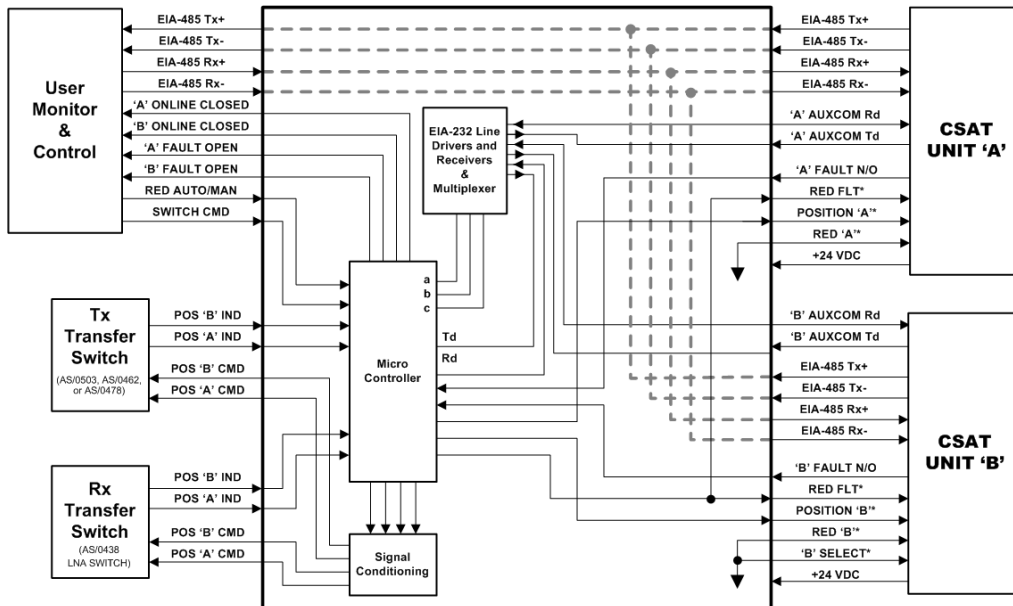 User
Monitor
&
Control
EIA-485 Tx+
EIA-485 Tx-
EIA-485 Rx+
EIA-485 Rx-
'A' ONLINE CLOSED
'B' ONLINE CLOSED
'A' FAULT OPEN
'B' FAULT OPEN
RED AUTO/MAN
SWITCH CMD
Tx
Transfer
Switch
(AS/0503, AS/0462,
or AS/0478)
POS 'B' IND
POS 'A' IND
POS 'B' CMD
POS 'A' CMD
Rx
Transfer
Switch
(AS/0438
LNA SWITCH)
POS 'B' IND
POS 'A' IND
POS 'B' CMD
POS 'A' CMD
EIA-232 Line
Drivers and
Receivers
&
Multiplexer
a
b
c
Td
Rd
Micro
Controller
Signal
Conditioning
EIA-485 Tx+
EIA-485 Tx-
EIA-485 Rx+
EIA-485 Rx-
'A' AUXCOM Rd
'A' AUXCOM Td
'A' FAULT N/O
RED FLT*
POSITION 'A'*
RED 'A'*
+24 VDC
CSAT
UNIT 'A'
'B' AUXCOM Rd
'B' AUXCOM Td
EIA-485 Tx+
EIA-485 Tx-
EIA-485 Rx+
EIA-485 Rx-
'B' FAULT N/O
RED FLT*
POSITION 'B'*
RED 'B'*
'B' SELECT*
+24 VDC
CSAT
UNIT 'B'